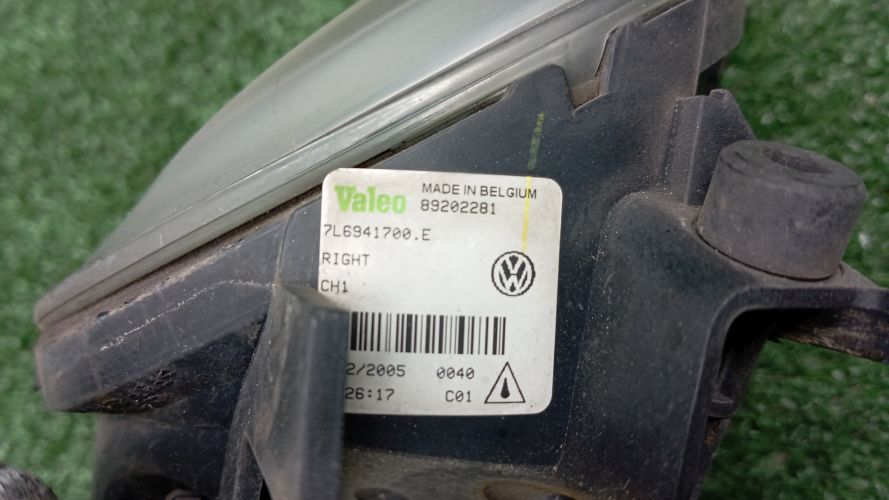 Valeo MADE IN BELGIUM
89202281
7L6941700.E
RIGHT
CH1
2/2005 0040
26:17 C01